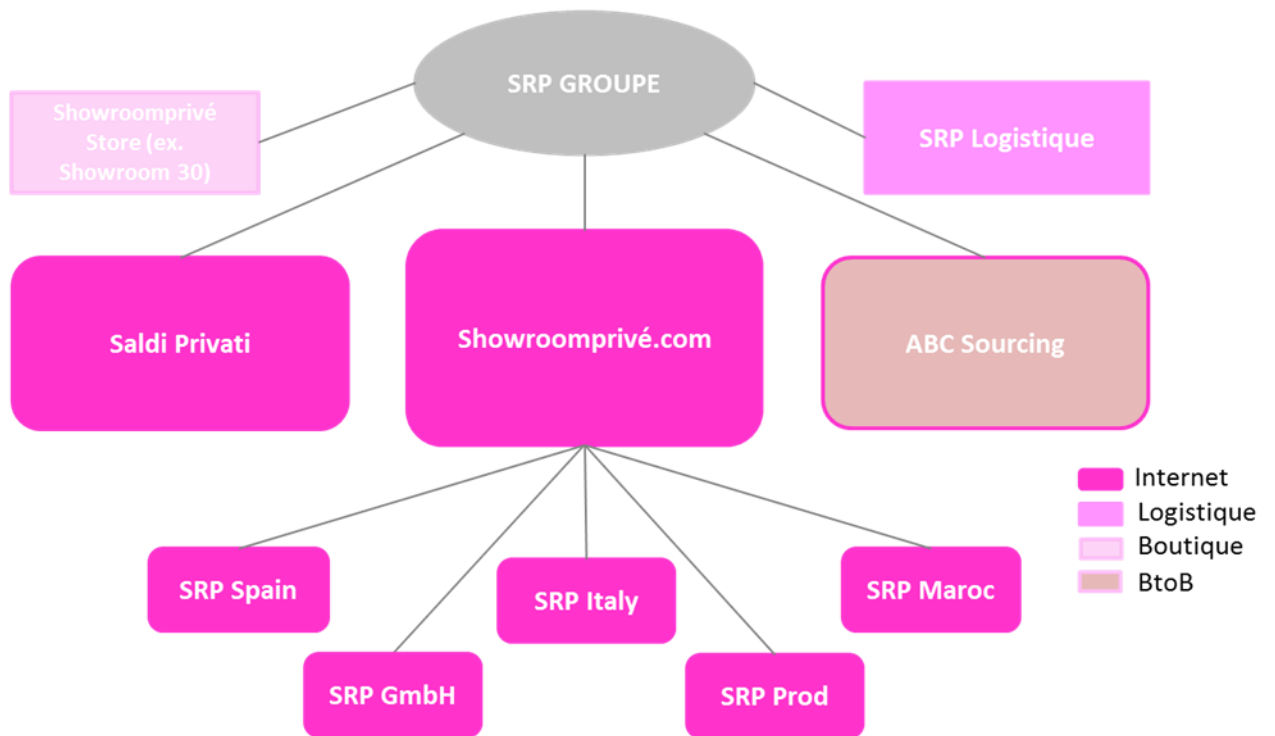 SRP GROUPE
Showroomprivé
Store (ex.
Showroom 30)
SRP Logistique
Saldi Privati
Showroomprivé.com
ABC Sourcing
Internet
Logistique
Boutique
BtoB
SRP Spain
SRP Italy
SRP Maroc
SRP GmbH
SRP Prod